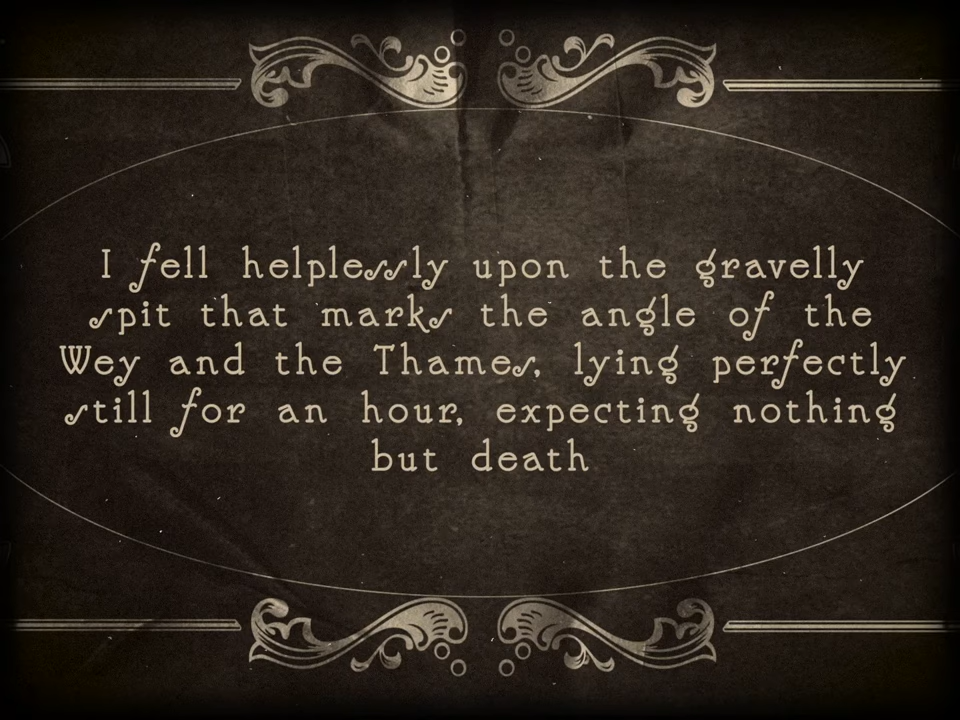 I fell helplessly upon the gravelly
spit that marks the angle of the
Wey and the Thames, lying perfectly
still for an hour, expecting nothing
but death